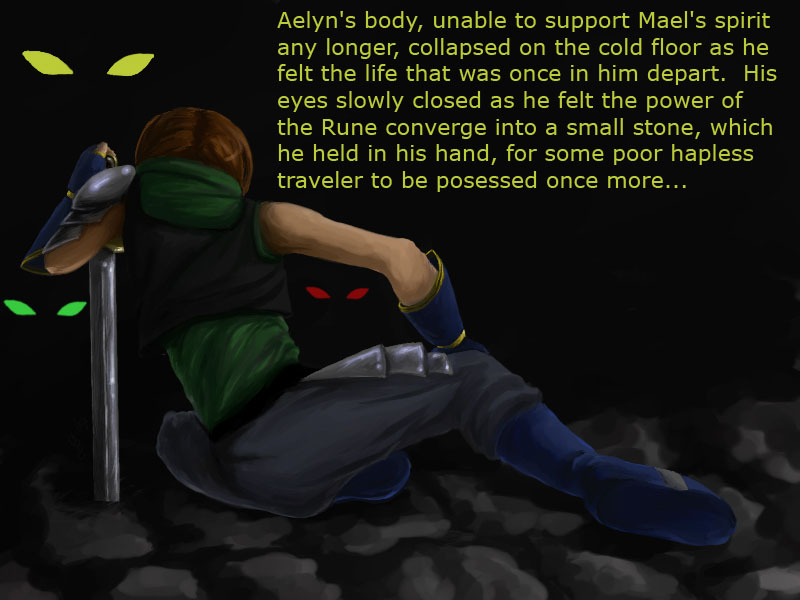 Aelyn's body, unable to support Mael's spirit
any longer, collapsed on the cold floor as he
felt the life that was once in him depart.  His
eyes slowly closed as he felt the power of
the Rune converge into a small stone, which
he held in his hand, for some poor hapless
traveler to be posessed once more...